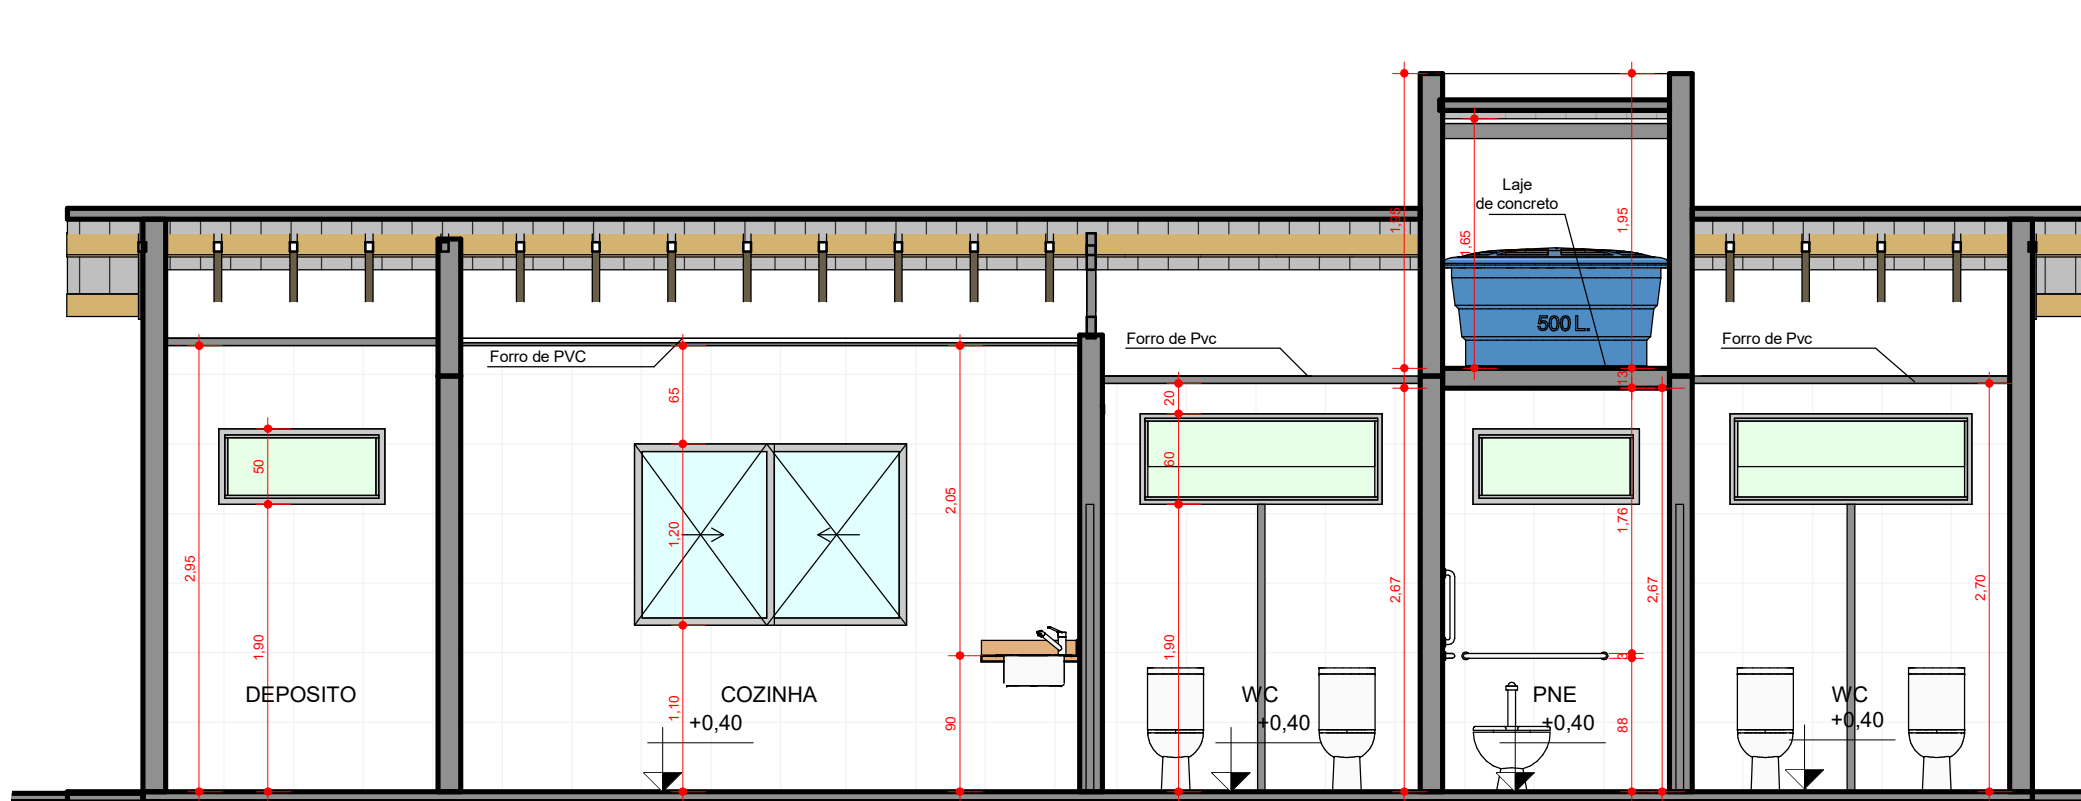 Laje
de concreto
1,95
1,95
1,65
500 L.
Forro de PVC
Forro de Pvc
Forro de Pvc
13
65
20
50
60
2,05
1,20
1,76
2,95
2,67
2,67
2,70
1,90
1,90
3
DEPOSITO
COZINHA
WC
PNE
WC
1,10
90
88
+0,40
+0,40
+0,40
+0,40